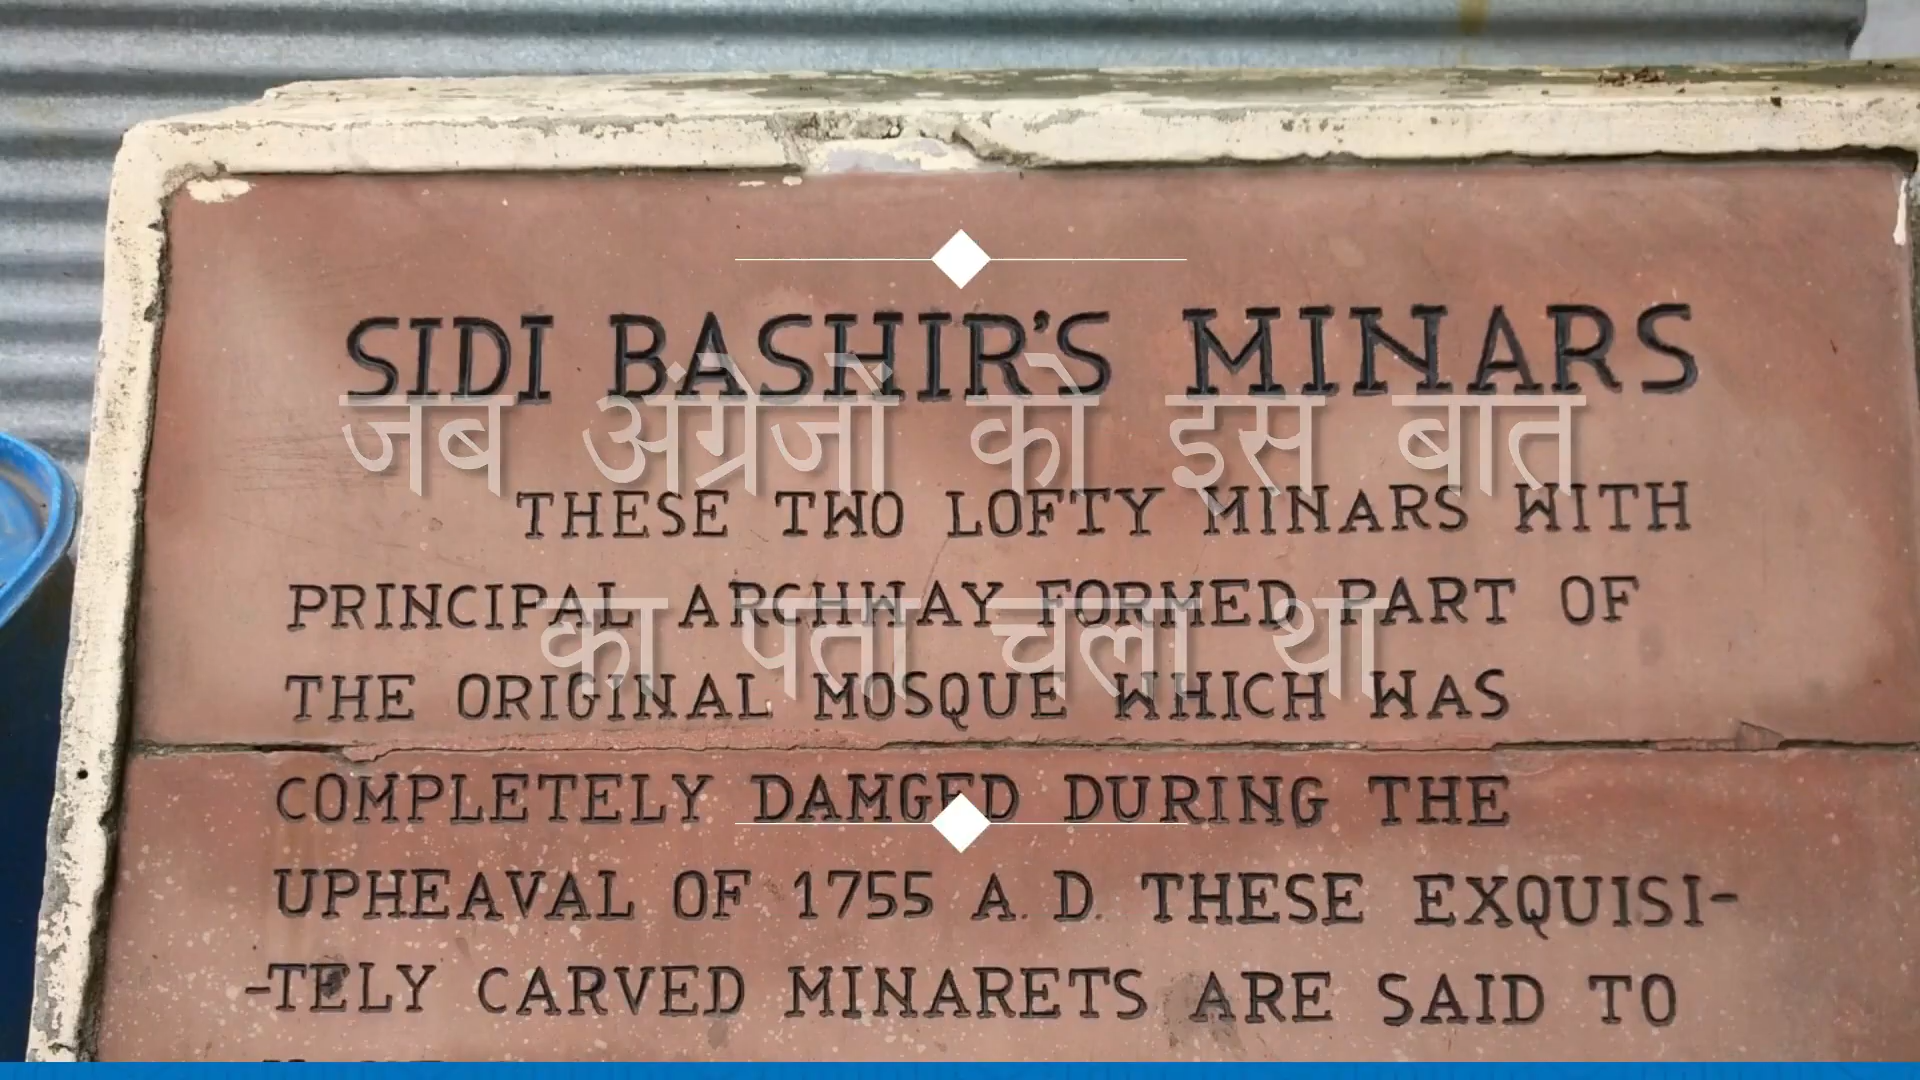 SIDI BASHIR'S MINARS
जब अंग्रेजों को इस बात
THESE TWO LOFTY MINARS WITH
PRINCIPAL ARCHWAY FORMED PART OF
का पता चला था
THE ORIGINAL MOSQUE WHICH WAS
COMPLETELY DAMGED DURING THE
UPHEAVAL OF 1755 A.D. THESE EXQUISI-
-TELY CARVED MINARETS ARE SAID TO